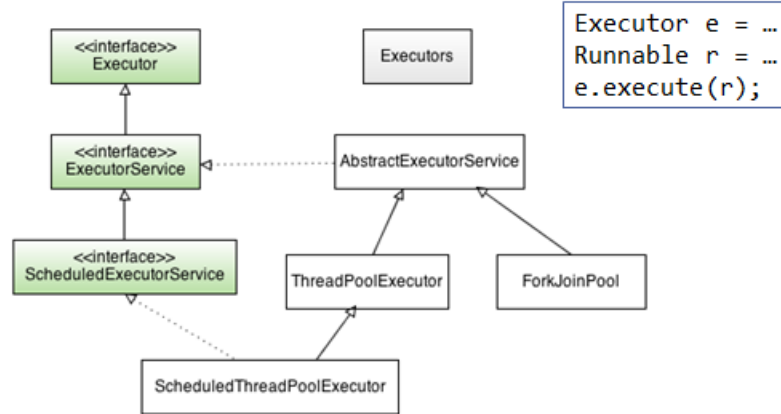 <<interface>>
Executor
Executors
Executor e = …
Runnable r = …
e.execute(r);
<<interface>>
ExecutorService
AbstractExecutorService
<<interface>>
ScheduledExecutorService
ThreadPoolExecutor
ForkJoinPool
ScheduledThreadPoolExecutor